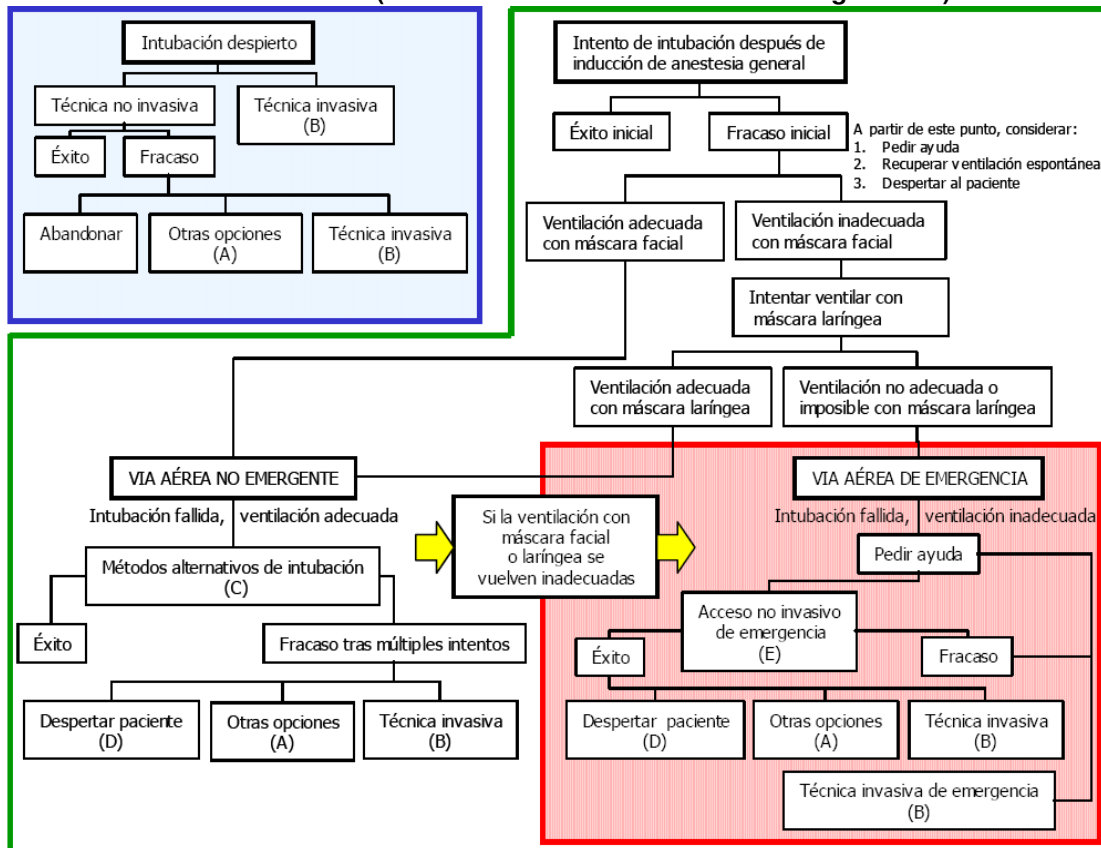 Intubación despierto
Técnica no invasiva
Técnica invasiva
(B)
Éxito
Fracaso
Abandonar
Otras opciones
(A)
Técnica invasiva
(B)
Intento de intubación después de
inducción de anestesia general
Éxito inicial
Fracaso inicial
A partir de este punto, considerar:
1. Pedir ayuda
2. Recuperar ventilación espontánea
3. Despertar al paciente
Ventilación adecuada
con máscara facial
Ventilación inadecuada
con máscara facial
Intentar ventilar con
máscara laríngea
Ventilación adecuada
con máscara laríngea
Ventilación no adecuada o
imposible con máscara laríngea
VIA AÉREA NO EMERGENTE
Intubación fallida, ventilación adecuada
Métodos alternativos de intubación
(C)
Éxito
Fracaso tras múltiples intentos
Despertar paciente
(D)
Otras opciones
(A)
Técnica invasiva
(B)
Si la ventilación con
máscara facial
o laríngea se
vuelven inadecuadas
VIA AÉREA DE EMERGENCIA
Intubación fallida, ventilación inadecuada
Pedir ayuda
Acceso no invasivo
de emergencia
(E)
Éxito
Fracaso
Despertar paciente
(D)
Otras opciones
(A)
Técnica invasiva
(B)
Técnica invasiva de emergencia
(B)